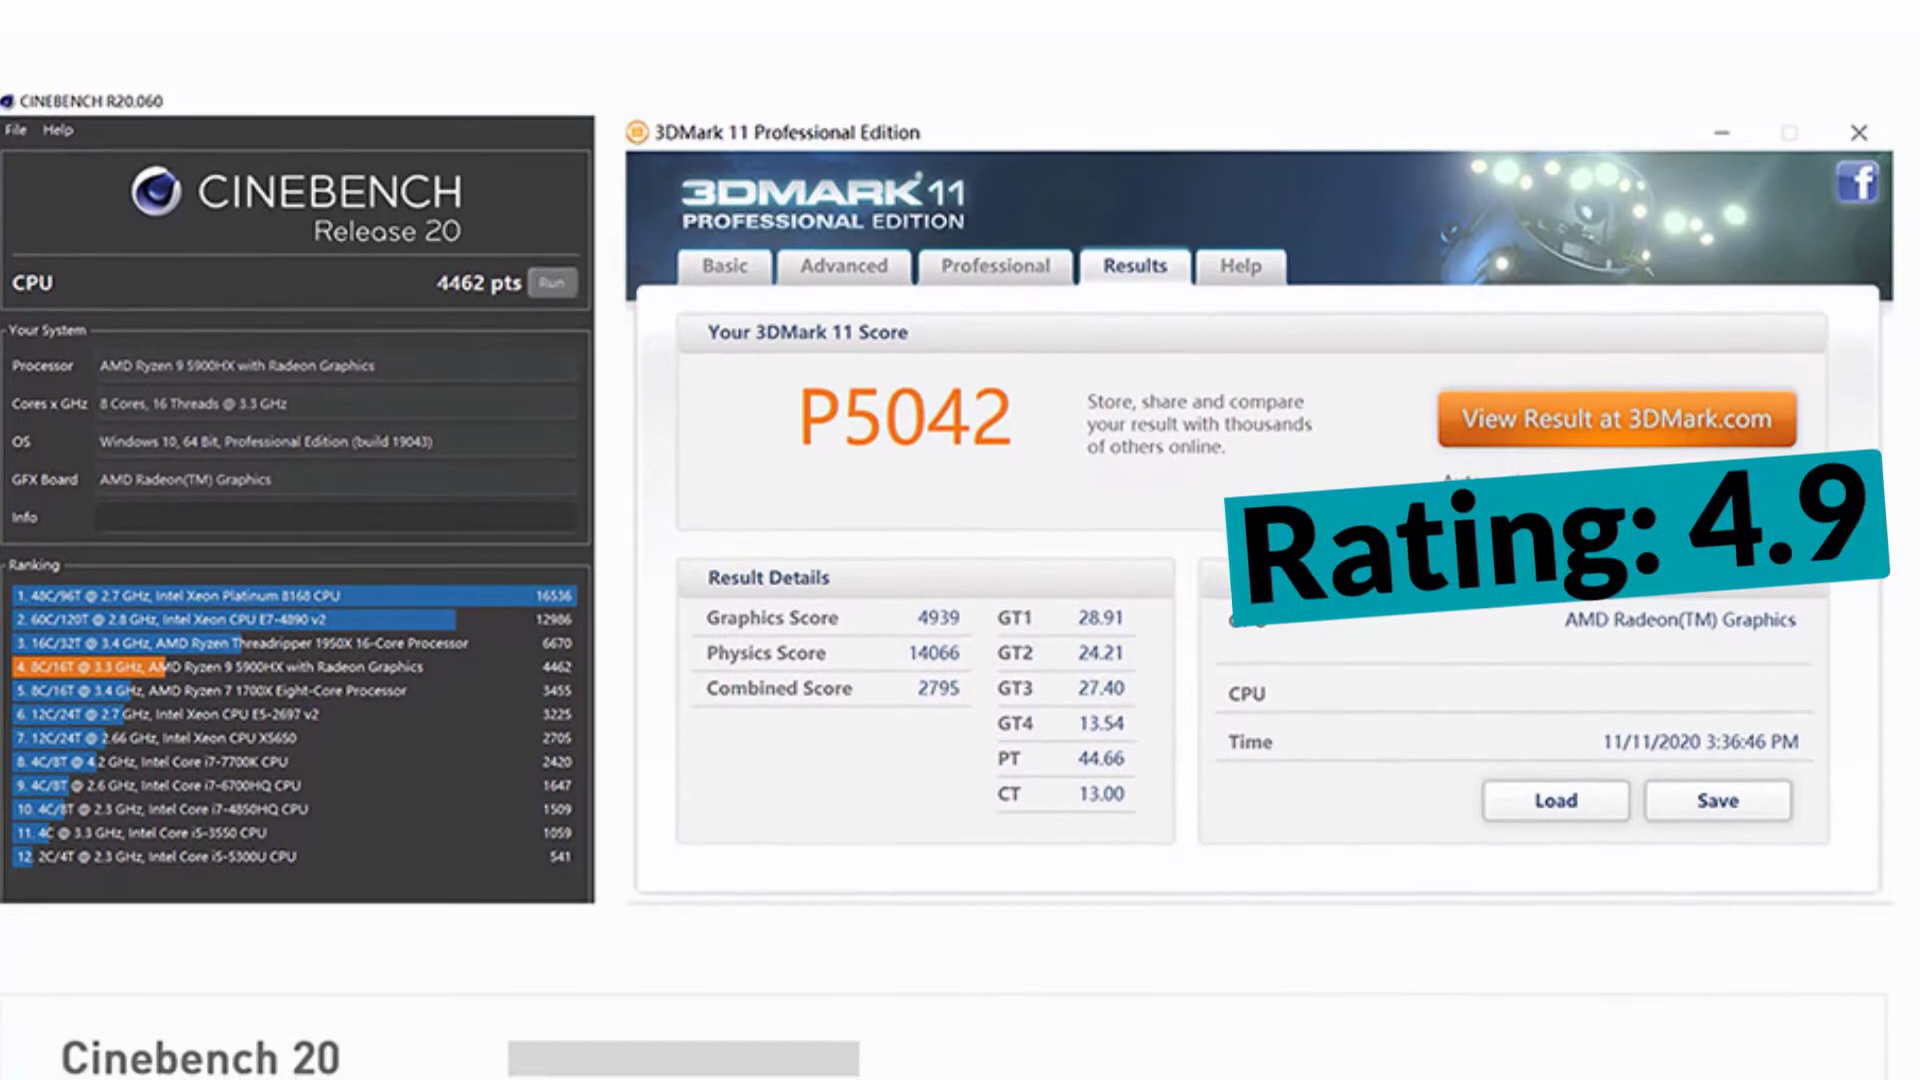 CINEBENCH R20.060
File Help
CINEBENCH
Release 20
CPU 4462 pts Run
Your System
Processor AMD Ryzen 9 5900HX with Radeon Graphics
Cores x GHz 8 Cores, 16 Threads @ 3.3 GHz
OS Windows 10, 64 Bit, Professional Edition (build 19043)
GFX Board AMD Radeon(TM) Graphics
Info
Ranking
1. 48C/96T @ 2.7 GHz, Intel Xeon Platinum 8168 CPU 16536
2. 60C/120T @ 2.8 GHz, Intel Xeon CPU E7-4890 v2 12986
3. 16C/32T @ 3.4 GHz, AMD Ryzen Threadripper 1950X 16-Core Processor 6670
4. 8C/16T @ 3.3 GHz, AMD Ryzen 9 5900HX with Radeon Graphics 4462
5. 8C/16T @ 3.4 GHz, AMD Ryzen 7 1700X Eight-Core Processor 3455
6. 12C/24T @ 2.7 GHz, Intel Xeon CPU E5-2697 v2 3225
7. 12C/24T @ 2.66 GHz, Intel Xeon CPU X5650 2705
8. 4C/8T @ 4.2 GHz, Intel Core i7-7700K CPU 2420
9. 4C/8T @ 2.6 GHz, Intel Core i7-6700HQ CPU 1647
10. 4C/8T @ 2.3 GHz, Intel Core i7-4850HQ CPU 1509
11. 4C @ 3.3 GHz, Intel Core i5-3550 CPU 1059
12. 2C/4T @ 2.3 GHz, Intel Core i5-5300U CPU 541
3DMark 11 Professional Edition
3DMARK 11
PROFESSIONAL EDITION
f
Basic Advanced Professional Results Help
Your 3DMark 11 Score
P5042
Store, share and compare
your result with thousands
of others online.
View Result at 3DMark.com
Rating: 4.9
Result Details
Graphics Score 4939 GT1 28.91
Physics Score 14066 GT2 24.21
Combined Score 2795 GT3 27.40
GT4 13.54
PT 44.66
CT 13.00
AMD Radeon(TM) Graphics
CPU
Time 11/11/2020 3:36:46 PM
Load Save
Cinebench 20